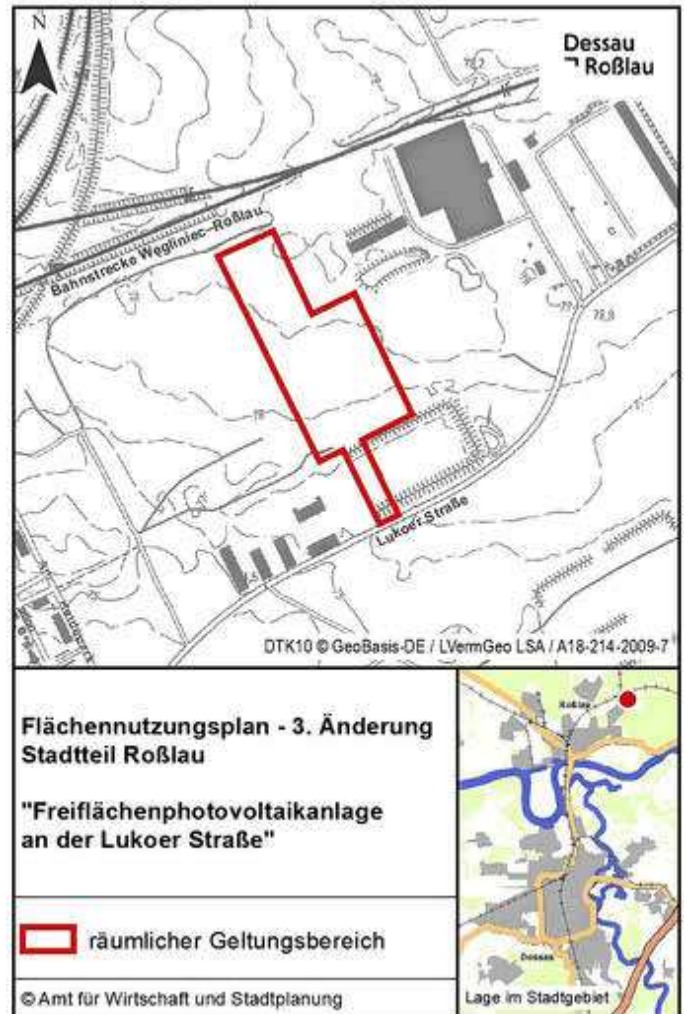 N
Dessau
Roßlau
Bahnstrecke Wegliniec-Roßlau
Lukoer Straße
DTK10 © GeoBasis-DE / LVermGeo LSA / A18-214-2009-7
Flächennutzungsplan - 3. Änderung
Stadtteil Roßlau
"Freiflächenphotovoltaikanlage
an der Lukoer Straße"
räumlicher Geltungsbereich
© Amt für Wirtschaft und Stadtplanung
Roßlau
Dessau
Lage im Stadtgebiet